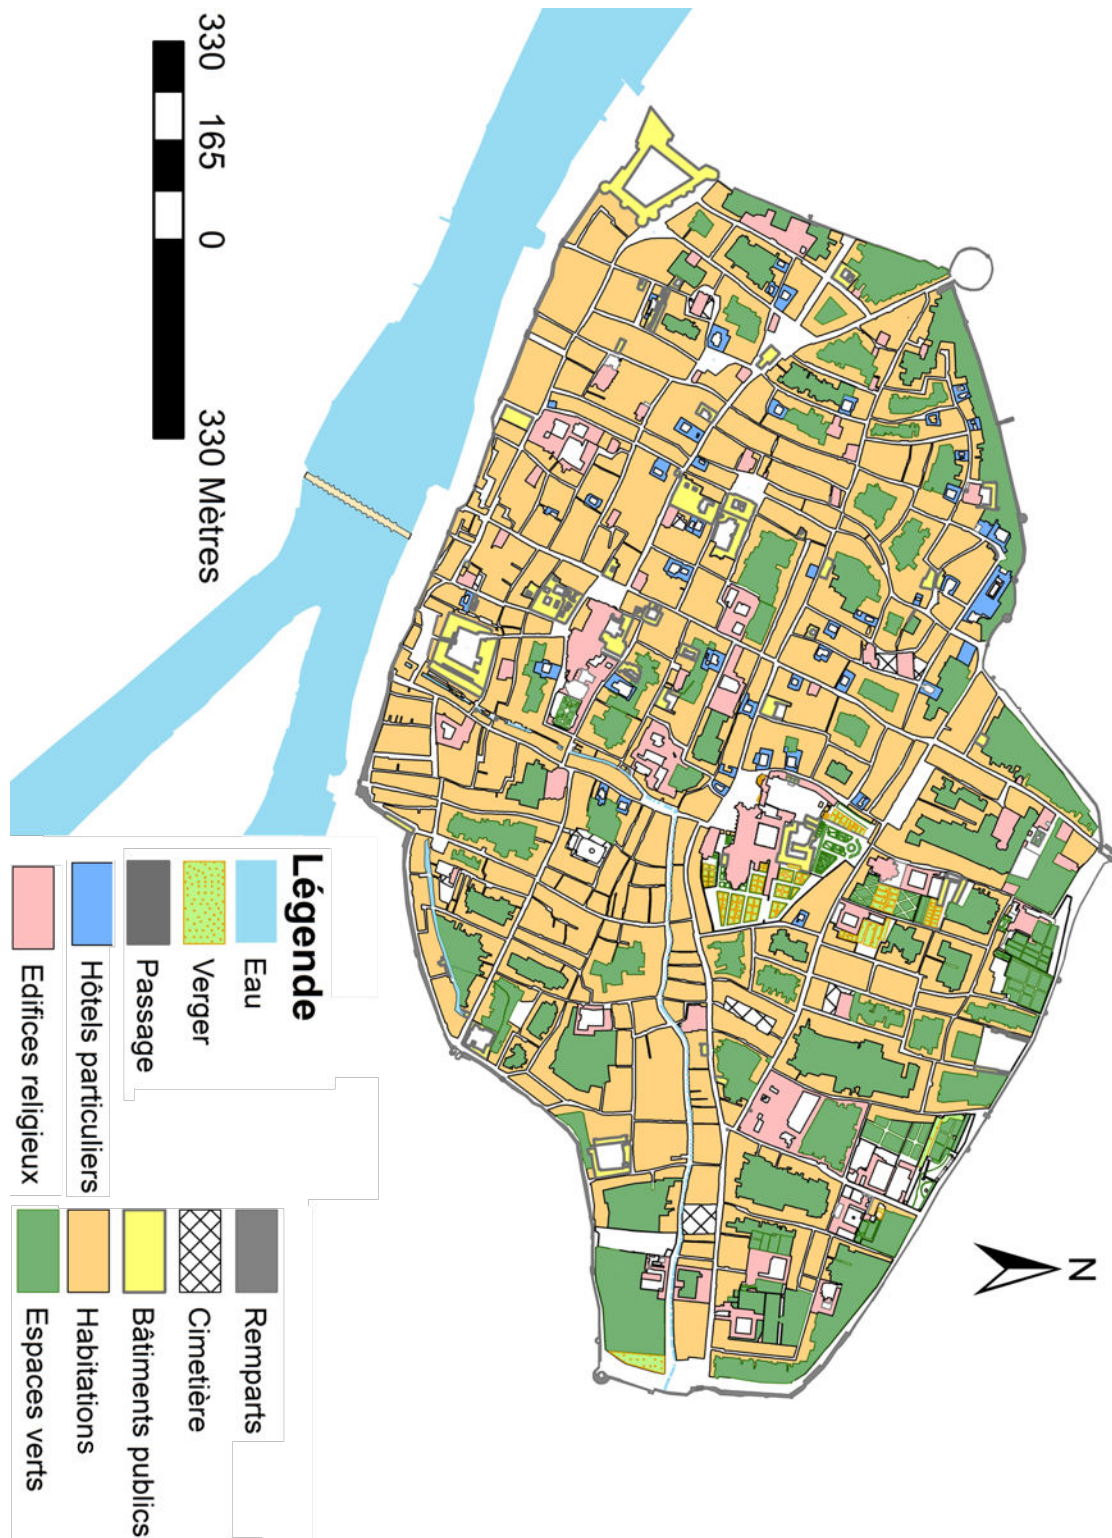 330 165 0 330 Mètres
N
Légende
Eau
Verger
Passage
Hôtels particuliers
Edifices religieux
Remparts
Cimetière
Bâtiments publics
Habitations
Espaces verts